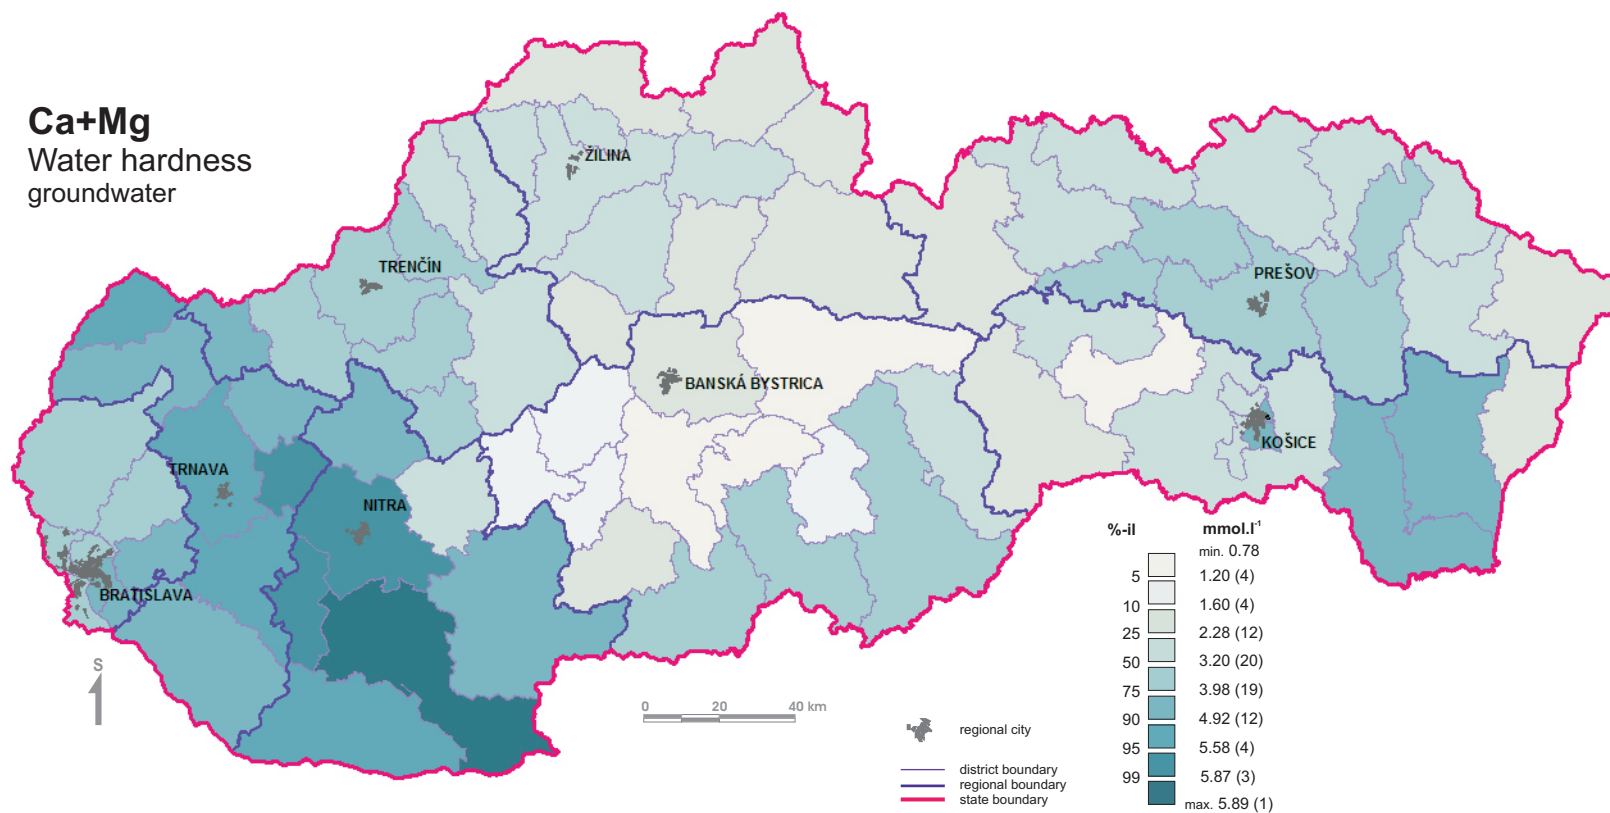 Ca+Mg
Water hardness
groundwater
ŽILINA
TRENČÍN
PREŠOV
BANSKÁ BYSTRICA
KOŠICE
TRNAVA
NITRA
BRATISLAVA
S
0 20 40 km
regional city
district boundary
regional boundary
state boundary
%-il mmol.l-1
min. 0.78
5 1.20 (4)
10 1.60 (4)
25 2.28 (12)
50 3.20 (20)
75 3.98 (19)
90 4.92 (12)
95 5.58 (4)
99 5.87 (3)
max. 5.89 (1)